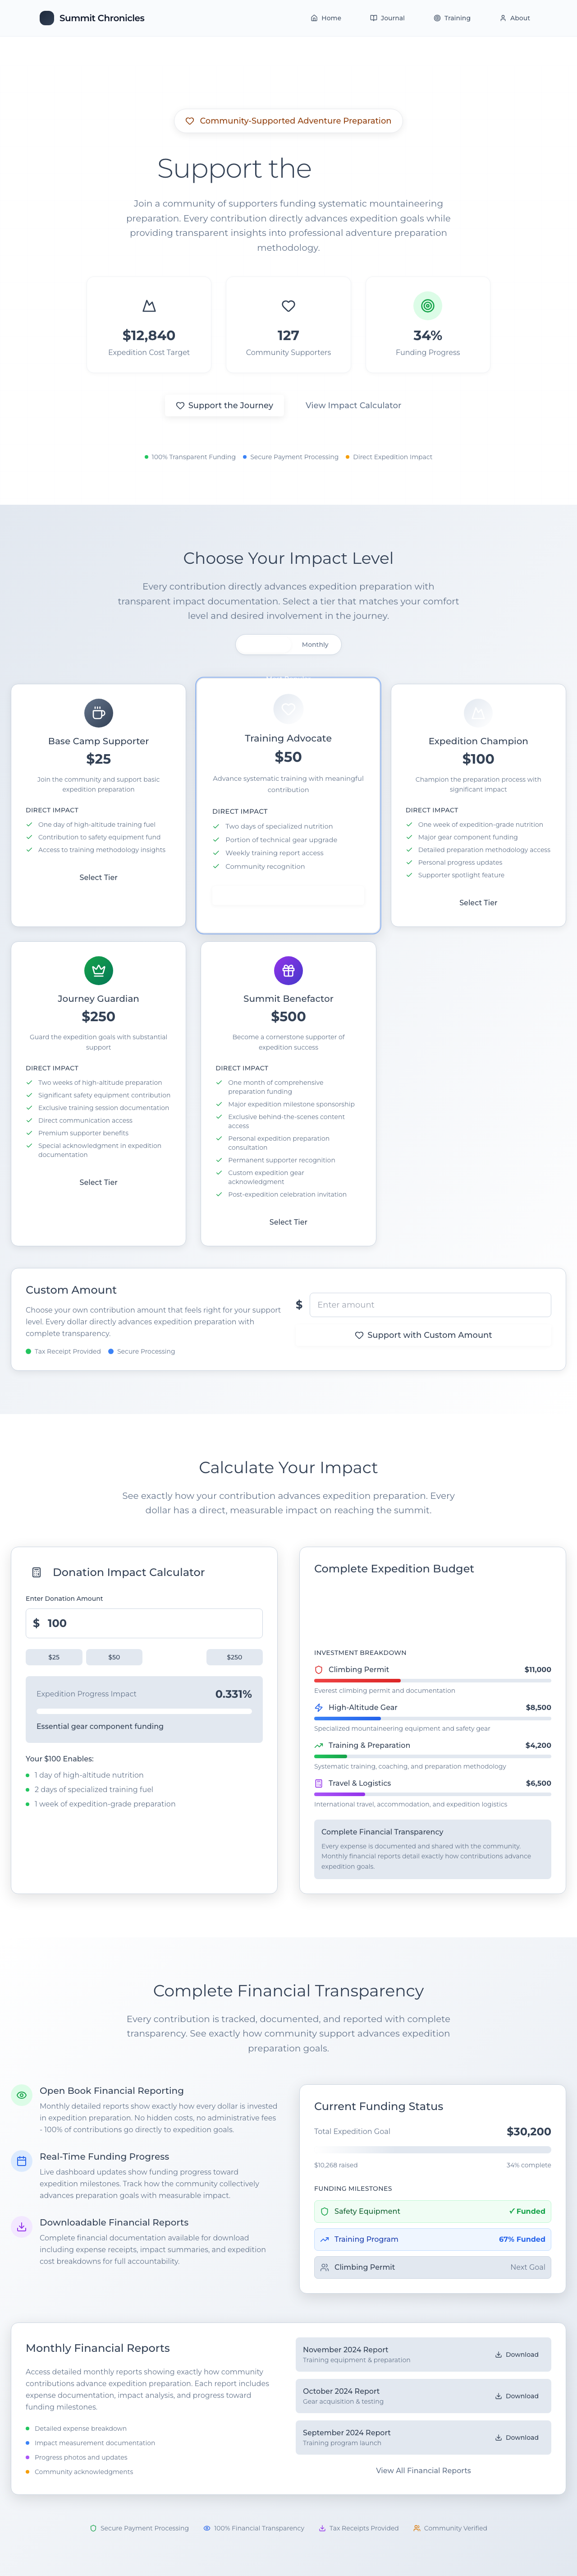 Summit Chronicles
Home
Journal
Training
About
Community-Supported Adventure Preparation
Support the
Join a community of supporters funding systematic mountaineering
preparation. Every contribution directly advances expedition goals while
providing transparent insights into professional adventure preparation
methodology.
$12,840
Expedition Cost Target
127
Community Supporters
34%
Funding Progress
Support the Journey
View Impact Calculator
100% Transparent Funding
Secure Payment Processing
Direct Expedition Impact
Choose Your Impact Level
Every contribution directly advances expedition preparation with
transparent impact documentation. Select a tier that matches your comfort
level and desired involvement in the journey.
Monthly
Base Camp Supporter
$25
Join the community and support basic
expedition preparation
DIRECT IMPACT
One day of high-altitude training fuel
Contribution to safety equipment fund
Access to training methodology insights
Select Tier
Training Advocate
$50
Advance systematic training with meaningful
contribution
DIRECT IMPACT
Two days of specialized nutrition
Portion of technical gear upgrade
Weekly training report access
Community recognition
Expedition Champion
$100
Champion the preparation process with
significant impact
DIRECT IMPACT
One week of expedition-grade nutrition
Major gear component funding
Detailed preparation methodology access
Personal progress updates
Supporter spotlight feature
Select Tier
Journey Guardian
$250
Guard the expedition goals with substantial
support
DIRECT IMPACT
Two weeks of high-altitude preparation
Significant safety equipment contribution
Exclusive training session documentation
Direct communication access
Premium supporter benefits
Special acknowledgment in expedition
documentation
Select Tier
Summit Benefactor
$500
Become a cornerstone supporter of
expedition success
DIRECT IMPACT
One month of comprehensive
preparation funding
Major expedition milestone sponsorship
Exclusive behind-the-scenes content
access
Personal expedition preparation
consultation
Permanent supporter recognition
Custom expedition gear
acknowledgment
Post-expedition celebration invitation
Select Tier
Custom Amount
Choose your own contribution amount that feels right for your support
level. Every dollar directly advances expedition preparation with
complete transparency.
Tax Receipt Provided
Secure Processing
$
Enter amount
Support with Custom Amount
Calculate Your Impact
See exactly how your contribution advances expedition preparation. Every
dollar has a direct, measurable impact on reaching the summit.
Donation Impact Calculator
Enter Donation Amount
$ 100
$25
$50
$250
Expedition Progress Impact
0.331%
Essential gear component funding
Your $100 Enables:
1 day of high-altitude nutrition
2 days of specialized training fuel
1 week of expedition-grade preparation
Complete Expedition Budget
INVESTMENT BREAKDOWN
Climbing Permit
$11,000
Everest climbing permit and documentation
High-Altitude Gear
$8,500
Specialized mountaineering equipment and safety gear
Training & Preparation
$4,200
Systematic training, coaching, and preparation methodology
Travel & Logistics
$6,500
International travel, accommodation, and expedition logistics
Complete Financial Transparency
Every expense is documented and shared with the community.
Monthly financial reports detail exactly how contributions advance
expedition goals.
Complete Financial Transparency
Every contribution is tracked, documented, and reported with complete
transparency. See exactly how community support advances expedition
preparation goals.
Open Book Financial Reporting
Monthly detailed reports showing exactly how every dollar is invested
in expedition preparation. No hidden costs, no administrative fees
- 100% of contributions go directly to expedition goals.
Real-Time Funding Progress
Live dashboard updates show funding progress toward
expedition milestones. Track how the community collectively
advances preparation goals with measurable impact.
Downloadable Financial Reports
Complete financial documentation available for download
including expense receipts, impact summaries, and expedition
cost breakdowns for full accountability.
Current Funding Status
Total Expedition Goal
$30,200
$10,268 raised
34% complete
FUNDING MILESTONES
Safety Equipment
✓ Funded
Training Program
67% Funded
Climbing Permit
Next Goal
Monthly Financial Reports
Access detailed monthly reports showing exactly how community
contributions advance expedition preparation. Each report includes
expense documentation, impact analysis, and progress toward
funding milestones.
Detailed expense breakdown
Impact measurement documentation
Progress photos and updates
Community acknowledgments
November 2024 Report
Training equipment & preparation
Download
October 2024 Report
Gear acquisition & testing
Download
September 2024 Report
Training program launch
Download
View All Financial Reports
Secure Payment Processing
100% Financial Transparency
Tax Receipts Provided
Community Verified